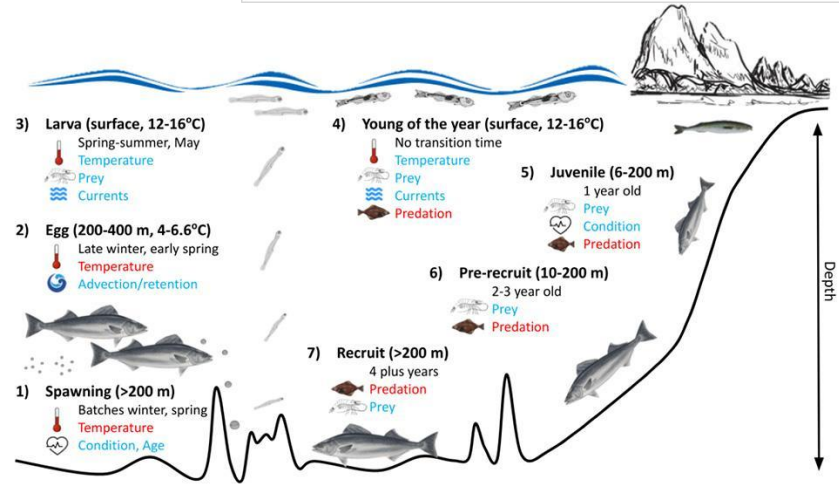 3) Larva (surface, 12-16°C)
Spring-summer, May
Temperature
Prey
Currents
4) Young of the year (surface, 12-16°C)
No transition time
Temperature
Prey
Currents
Predation
5) Juvenile (6-200 m)
1 year old
Prey
Condition
Predation
2) Egg (200-400 m, 4-6.6°C)
Late winter, early spring
Temperature
Advection/retention
6) Pre-recruit (10-200 m)
2-3 year old
Prey
Predation
7) Recruit (>200 m)
4 plus years
Predation
Prey
1) Spawning (>200 m)
Batches winter, spring
Temperature
Condition, Age
Depth